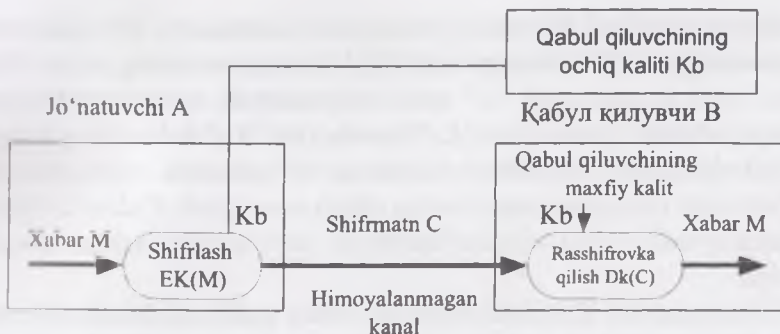 Qabul qiluvchining
ochiq kaliti Kb
Jo‘natuvchi A
Қабул қилувчи B
Qabul qiluvchining
maxfiy kalit
Kb
Shifrmatn C
Kb
Xabar M
Xabar M
Shifrlash
EK(M)
Rasshifrovka
qilish Dk(C)
Himoyalanmagan
kanal